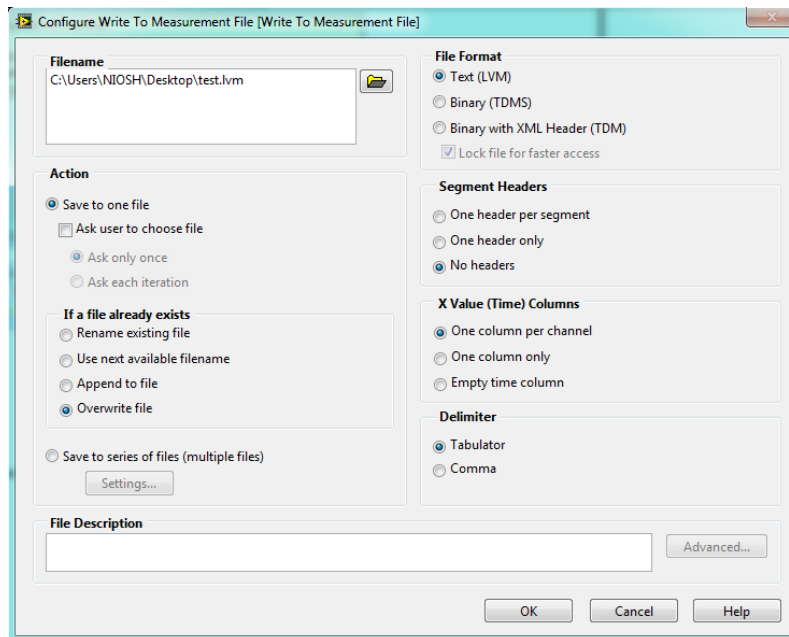 Configure Write To Measurement File [Write To Measurement File]
Filename
C:\Users\NIOSH\Desktop\test.lvm
Action
Save to one file
Ask user to choose file
Ask only once
Ask each iteration
If a file already exists
Rename existing file
Use next available filename
Append to file
Overwrite file
Save to series of files (multiple files)
Settings...
File Format
Text (LVM)
Binary (TDMS)
Binary with XML Header (TDM)
Lock file for faster access
Segment Headers
One header per segment
One header only
No headers
X Value (Time) Columns
One column per channel
One column only
Empty time column
Delimiter
Tabulator
Comma
File Description
Advanced...
OK
Cancel
Help